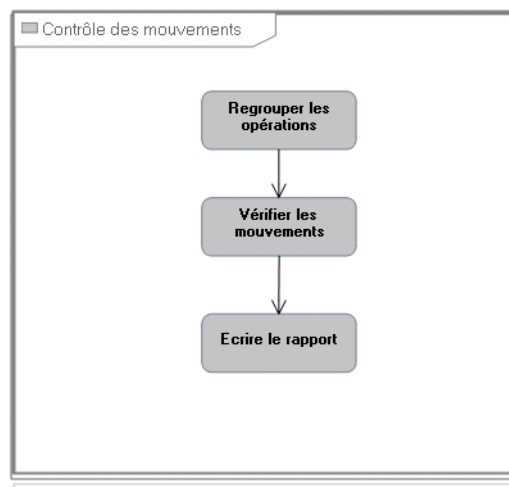 Contrôle des mouvements
Regrouper les
opérations
Vérifier les
mouvements
Ecrire le rapport